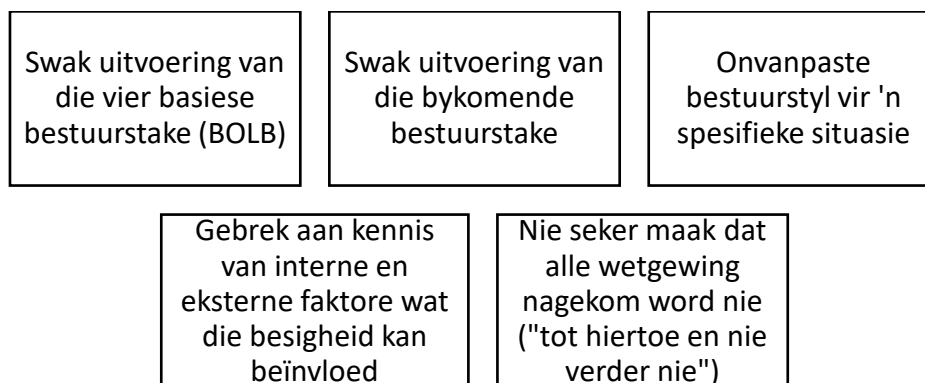 Swak uitvoering van
die vier basiese
bestuurstake (BOLB)
Swak uitvoering van
die bykomende
bestuurstake
Onvanpaste
bestuurstyl vir 'n
spesifieke situasie
Gebrek aan kennis
van interne en
eksterne faktore wat
die besigheid kan
beïnvloed
Nie seker maak dat
alle wetgewing
nagekom word nie
("tot hiertoe en nie
verder nie")